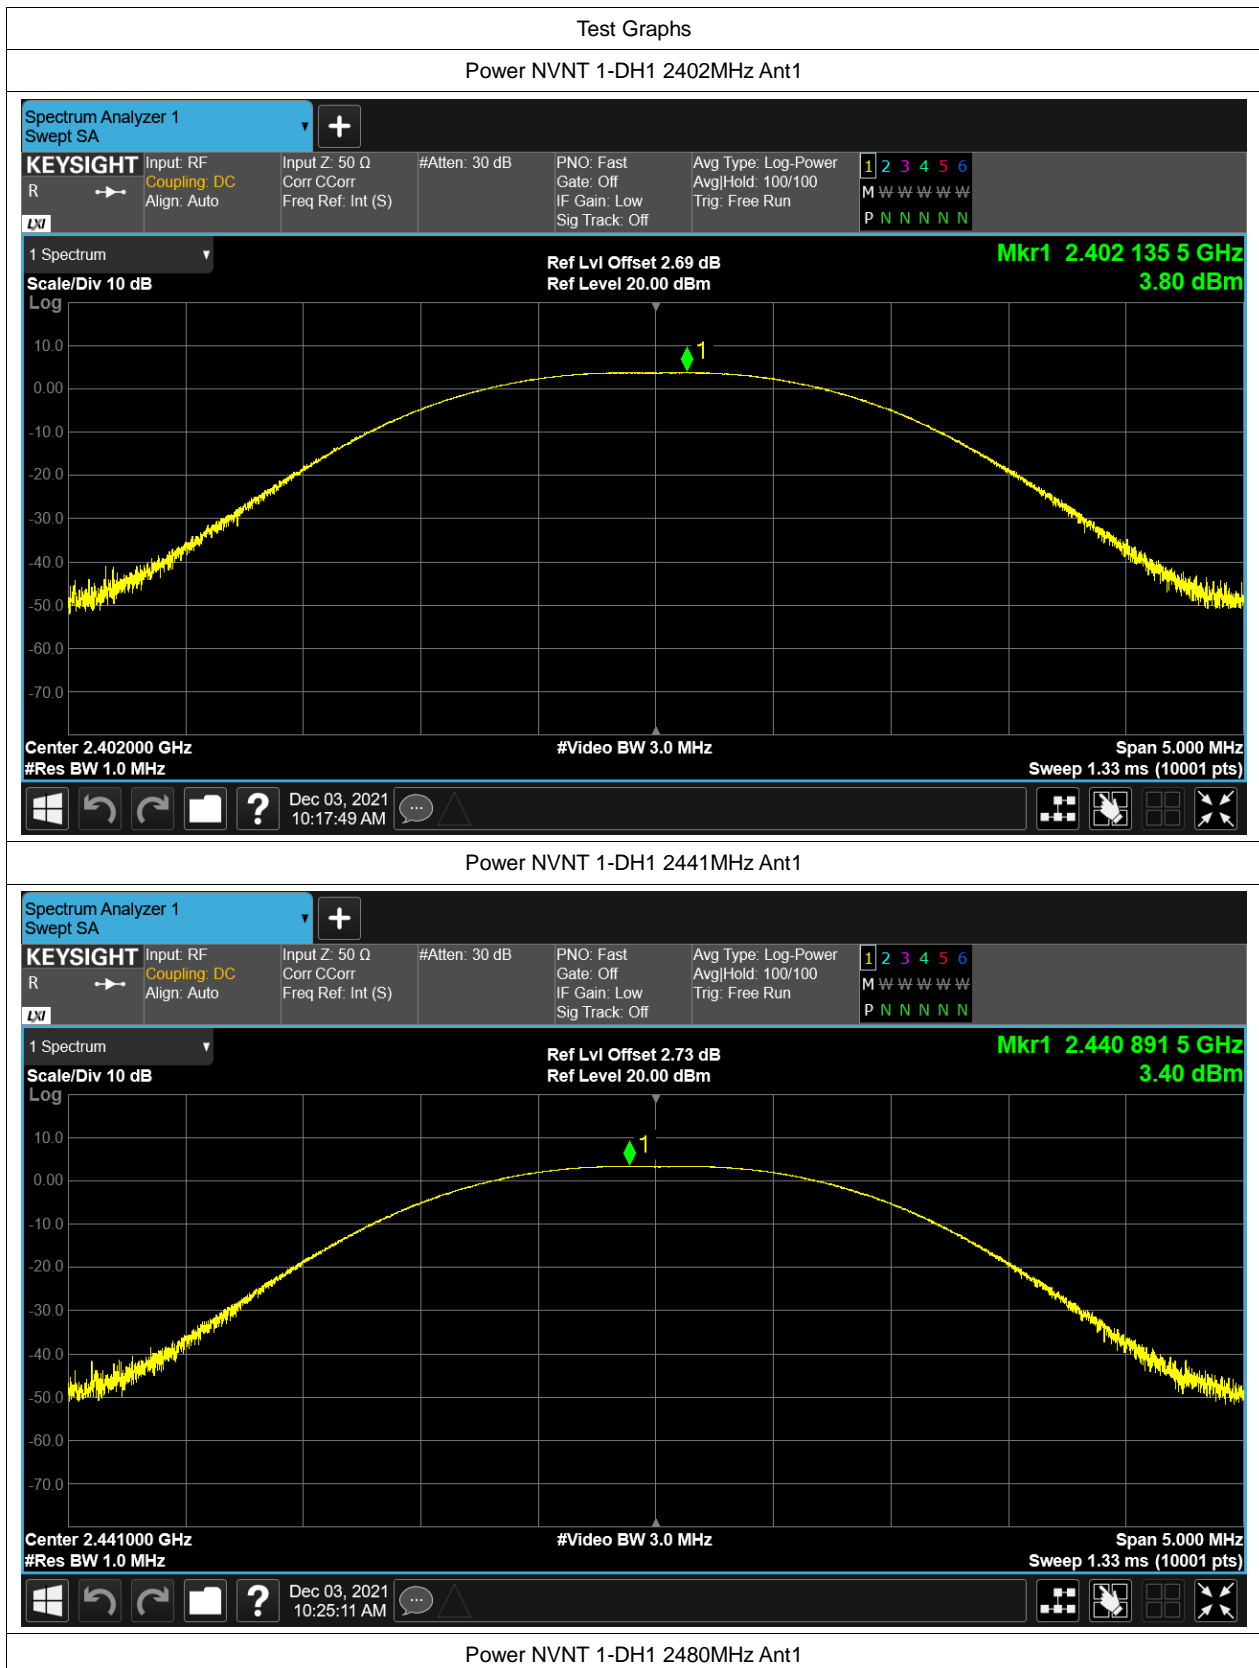 Test Graphs
Power NVNT 1-DH1 2402MHz Ant1
Spectrum Analyzer 1
Swept SA
KEYSIGHT Input: RF Input Z: 50 Ω #Atten: 30 dB PNO: Fast Avg Type: Log-Power 1 2 3 4 5 6
R Coupling: DC Corr CCorr Gate: Off Avg|Hold: 100/100 M W W W W W
Align: Auto Freq Ref: Int (S) IF Gain: Low Trig: Free Run
LXI Sig Track: Off P N N N N N
1 Spectrum Ref Lvl Offset 2.69 dB Mkr1 2.402 135 5 GHz
Scale/Div 10 dB Ref Level 20.00 dBm 3.80 dBm
Log
1
10.0
0.00
-10.0
-20.0
-30.0
-40.0
-50.0
-60.0
-70.0
Center 2.402000 GHz #Video BW 3.0 MHz Span 5.000 MHz
#Res BW 1.0 MHz Sweep 1.33 ms (10001 pts)
? Dec 03, 2021
10:17:49 AM
Power NVNT 1-DH1 2441MHz Ant1
Spectrum Analyzer 1
Swept SA
KEYSIGHT Input: RF Input Z: 50 Ω #Atten: 30 dB PNO: Fast Avg Type: Log-Power 1 2 3 4 5 6
R Coupling: DC Corr CCorr Gate: Off Avg|Hold: 100/100 M W W W W W
Align: Auto Freq Ref: Int (S) IF Gain: Low Trig: Free Run
LXI Sig Track: Off P N N N N N
1 Spectrum Ref Lvl Offset 2.73 dB Mkr1 2.440 891 5 GHz
Scale/Div 10 dB Ref Level 20.00 dBm 3.40 dBm
Log
10.0
1
0.00
-10.0
-20.0
-30.0
-40.0
-50.0
-60.0
-70.0
Center 2.441000 GHz #Video BW 3.0 MHz Span 5.000 MHz
#Res BW 1.0 MHz Sweep 1.33 ms (10001 pts)
? Dec 03, 2021
10:25:11 AM
Power NVNT 1-DH1 2480MHz Ant1